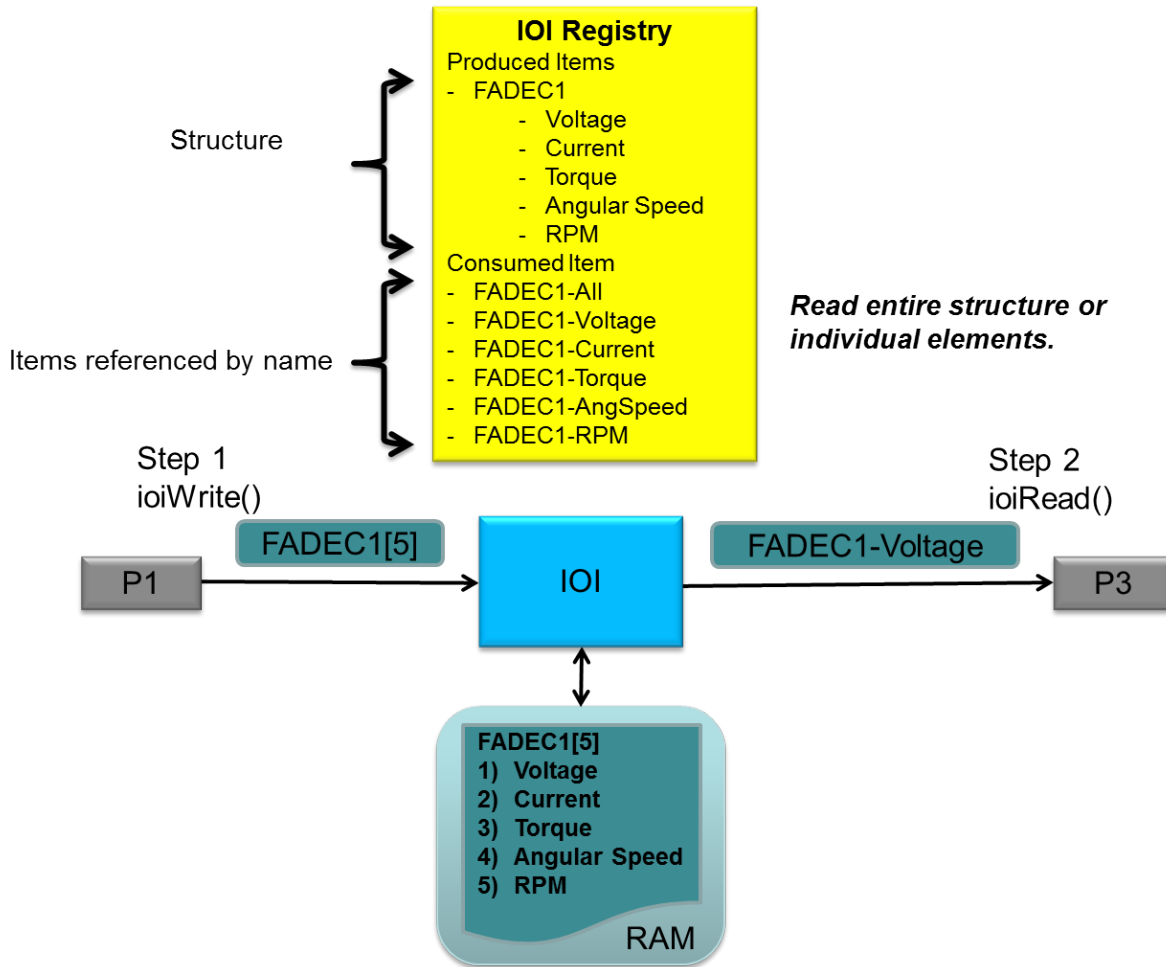 IOI Registry
Produced Items
- FADEC1
- Voltage
- Current
- Torque
- Angular Speed
- RPM
Consumed Item
- FADEC1-All
- FADEC1-Voltage
- FADEC1-Current
- FADEC1-Torque
- FADEC1-AngSpeed
- FADEC1-RPM
Structure
Items referenced by name
Read entire structure or
individual elements.
Step 1
ioiWrite()
Step 2
ioiRead()
FADEC1[5]
FADEC1-Voltage
P1
IOI
P3
FADEC1[5]
1) Voltage
2) Current
3) Torque
4) Angular Speed
5) RPM
RAM